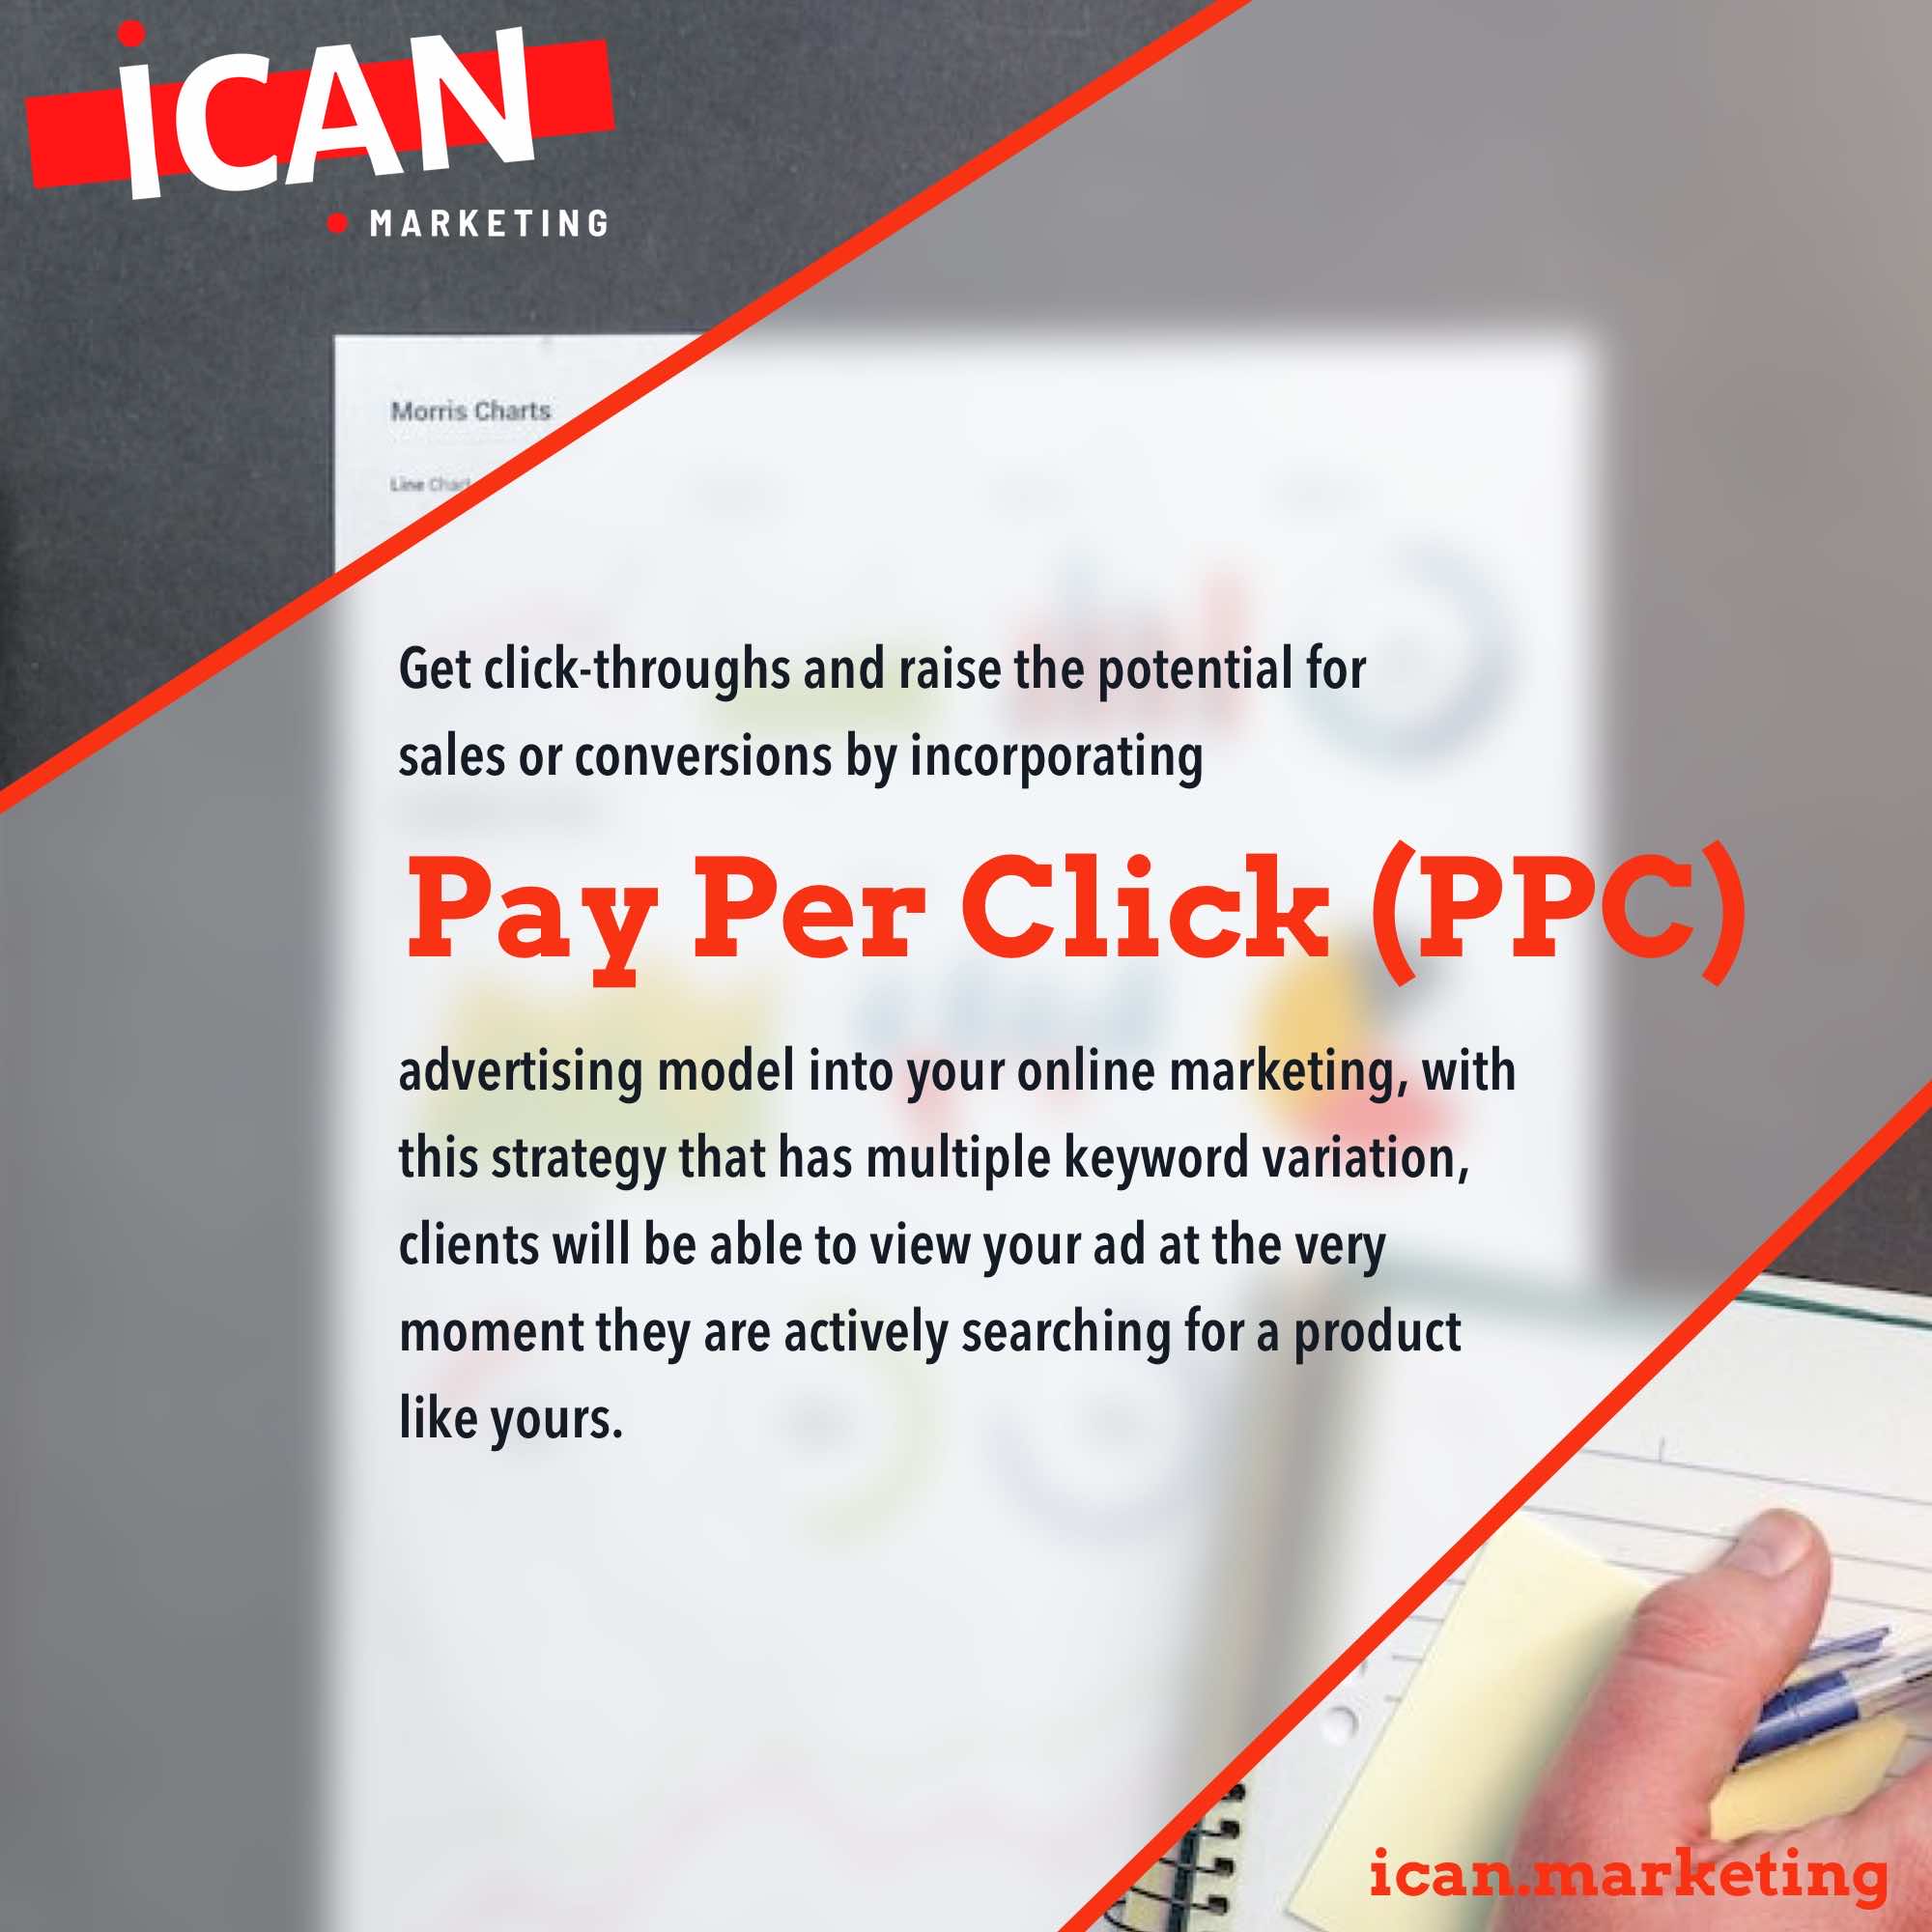 iCAN
MARKETING
Morris Charts
Line Chart
Get click-throughs and raise the potential for
sales or conversions by incorporating
Pay Per Click (PPC)
advertising model into your online marketing, with
this strategy that has multiple keyword variation,
clients will be able to view your ad at the very
moment they are actively searching for a product
like yours.
ican.marketing